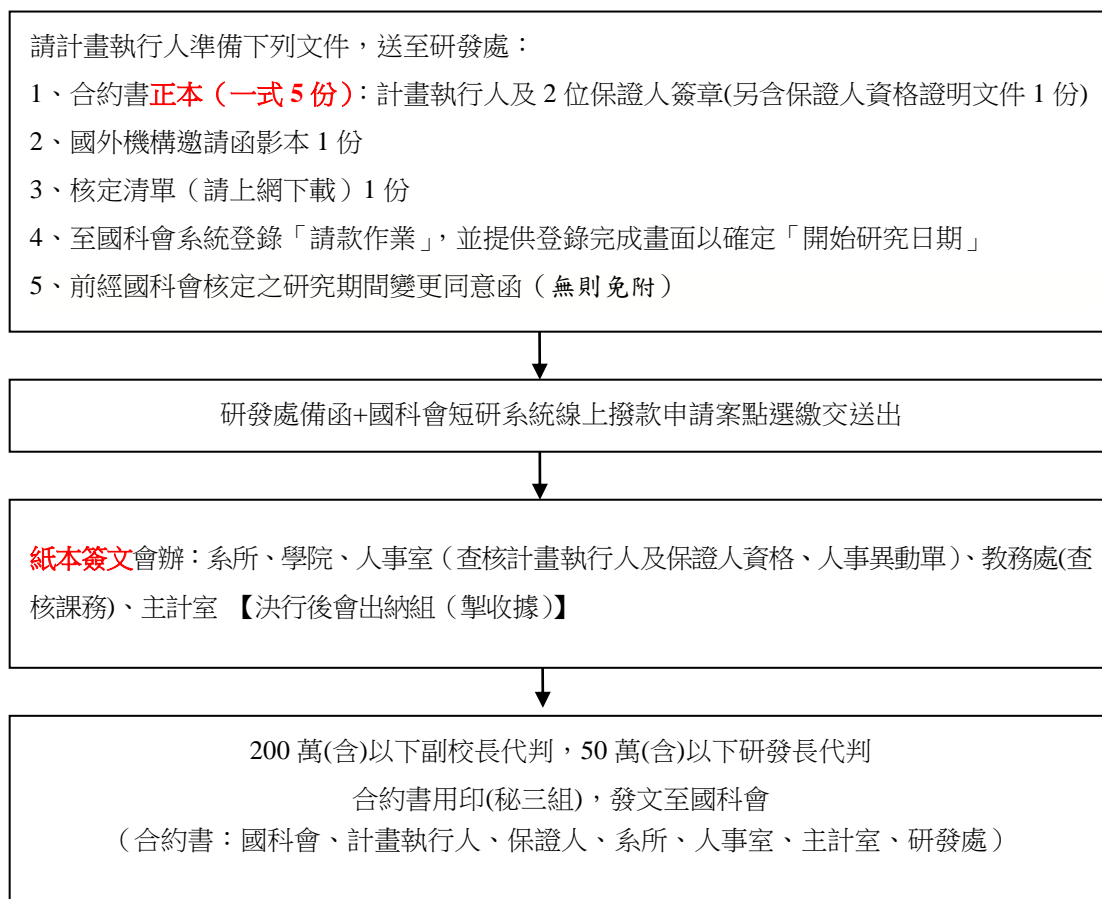 請計畫執行人準備下列文件，送至研發處：
1、合約書正本（一式 5 份）：計畫執行人及 2 位保證人簽章(另含保證人資格證明文件 1 份)
2、國外機構邀請函影本 1 份
3、核定清單（請上網下載）1 份
4、至國科會系統登錄「請款作業」，並提供登錄完成畫面以確定「開始研究日期」
5、前經國科會核定之研究期間變更同意函（無則免附）
研發處備函+國科會短研系統線上撥款申請案點選繳交送出
紙本簽文會辦：系所、學院、人事室（查核計畫執行人及保證人資格、人事異動單）、教務處(查
核課務)、主計室 【決行後會出納組（掣收據）】
200 萬(含)以下副校長代判，50 萬(含)以下研發長代判
合約書用印(秘三組)，發文至國科會
（合約書：國科會、計畫執行人、保證人、系所、人事室、主計室、研發處）